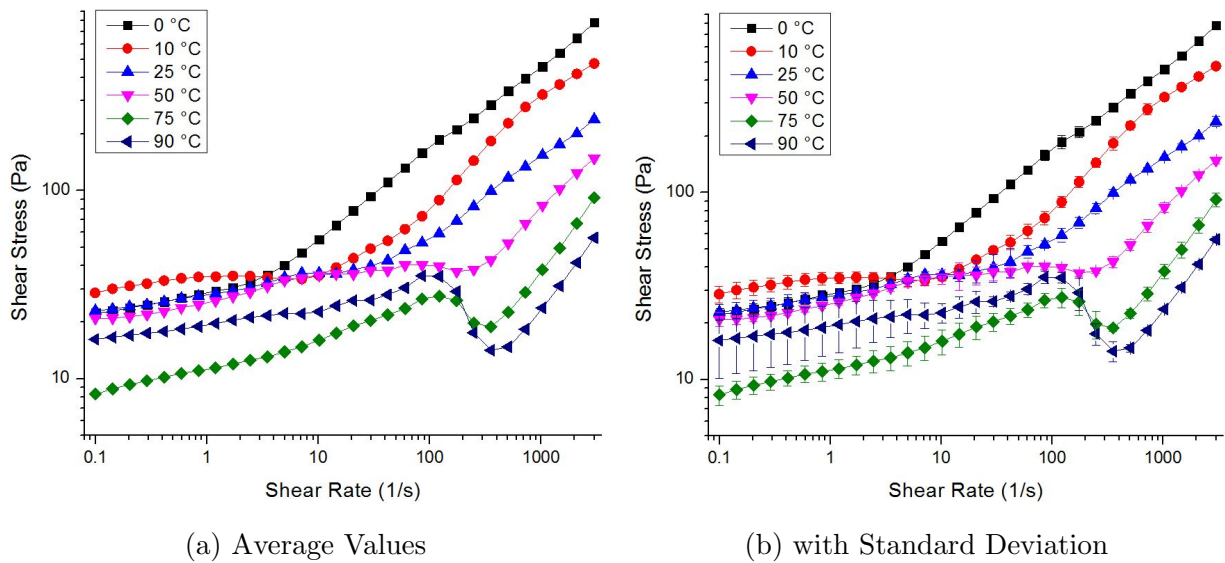 0 °C
10 °C
25 °C
50 °C
75 °C
90 °C
Shear Stress (Pa)
100
10
0.1 1 10 100 1000
Shear Rate (1/s)
(a) Average Values
0 °C
10 °C
25 °C
50 °C
75 °C
90 °C
Shear Stress (Pa)
100
10
0.1 1 10 100 1000
Shear Rate (1/s)
(b) with Standard Deviation